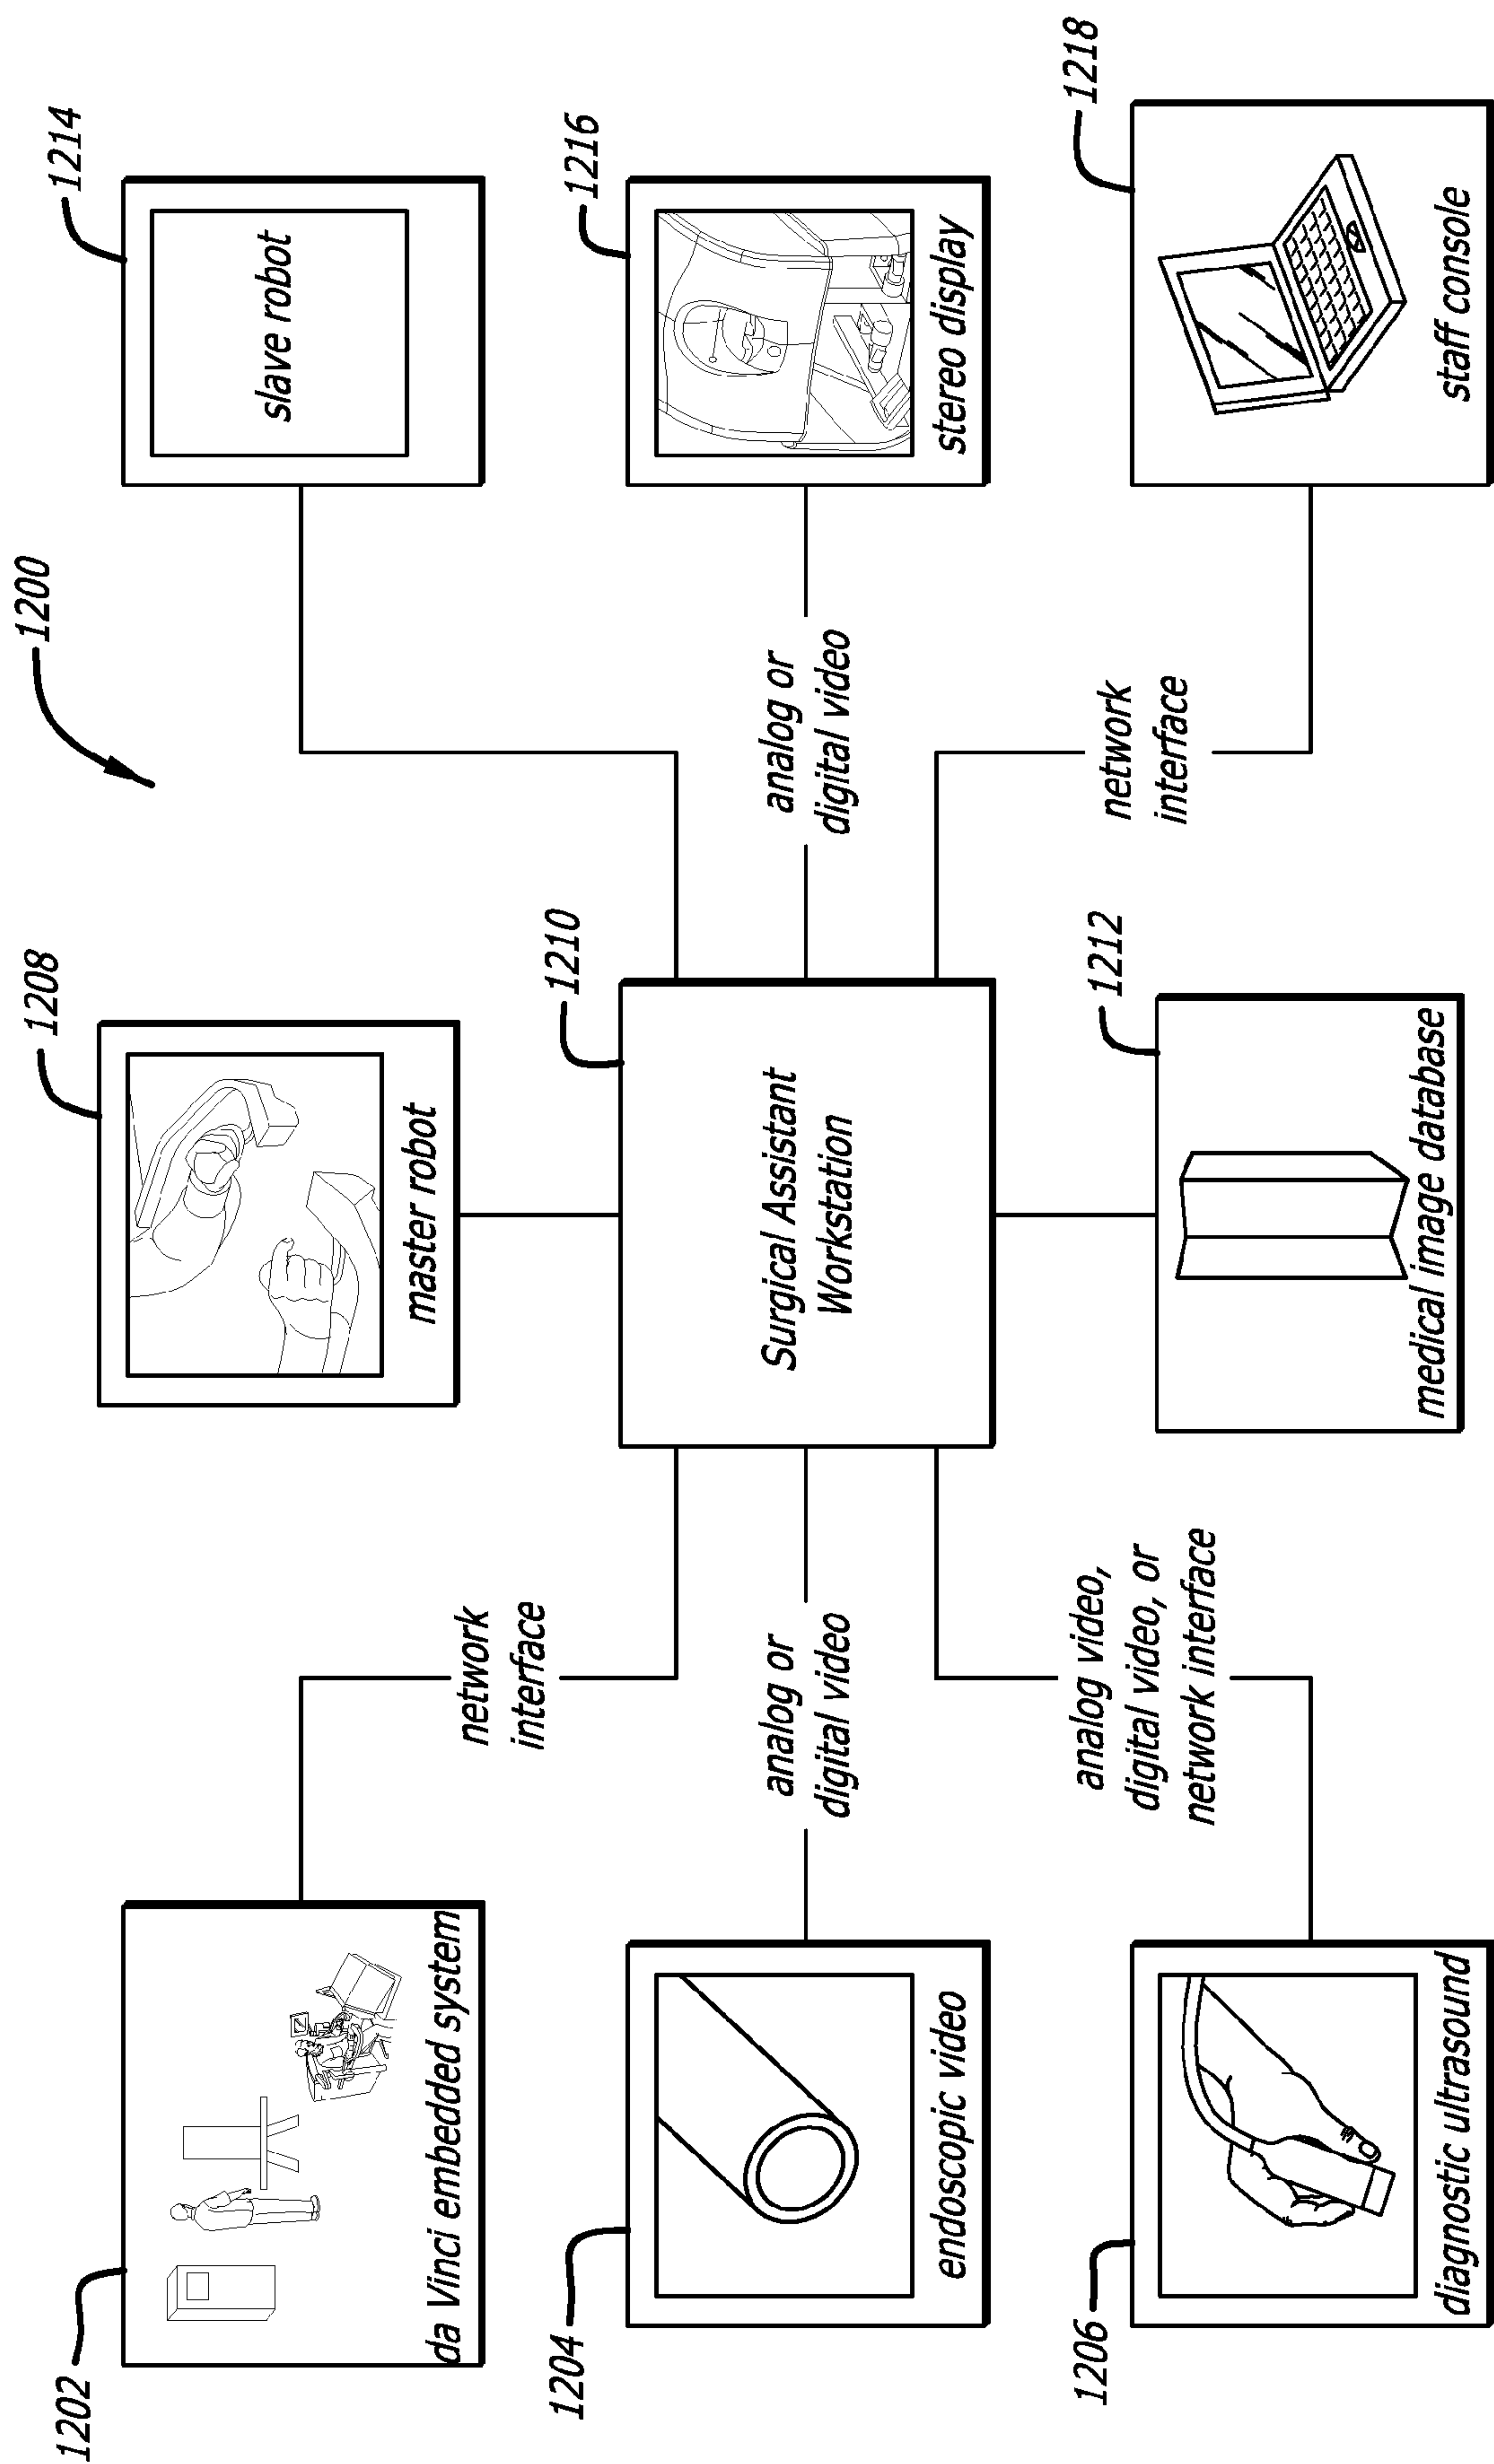 1200
1202
da Vinci embedded system
network
interface
1208
master robot
1214
slave robot
1204
endoscopic video
analog or
digital video
1210
Surgical Assistant
Workstation
analog or
digital video
1216
stereo display
1206
diagnostic ultrasound
analog video,
digital video, or
network interface
1212
medical image database
network
interface
1218
staff console